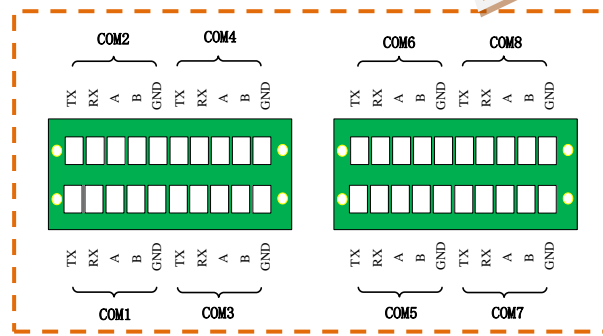 COM2 COM4 COM6 COM8
TX RX A B GND TX RX A B GND TX RX A B GND TX RX A B GND
TX RX A B GND TX RX A B GND TX RX A B GND TX RX A B GND
COM1 COM3 COM5 COM7